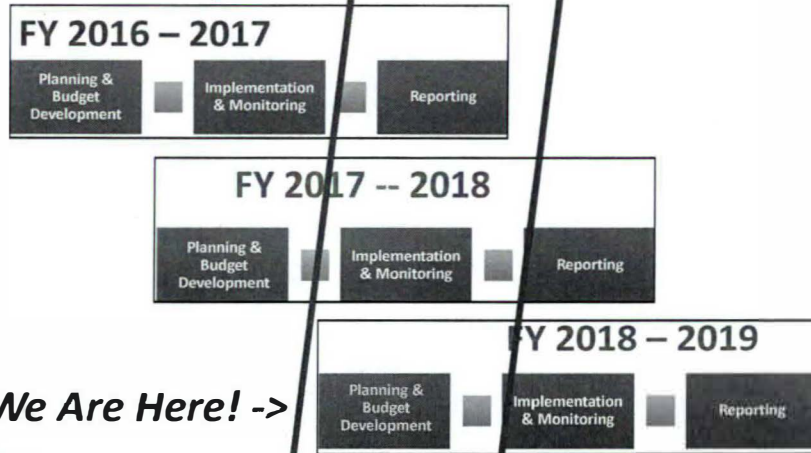 FY 2016 – 2017
Planning &
Budget
Development
Implementation
& Monitoring
Reporting
FY 2017 -- 2018
Planning &
Budget
Development
Implementation
& Monitoring
Reporting
FY 2018 – 2019
We Are Here! ->
Planning &
Budget
Development
Implementation
& Monitoring
Reporting